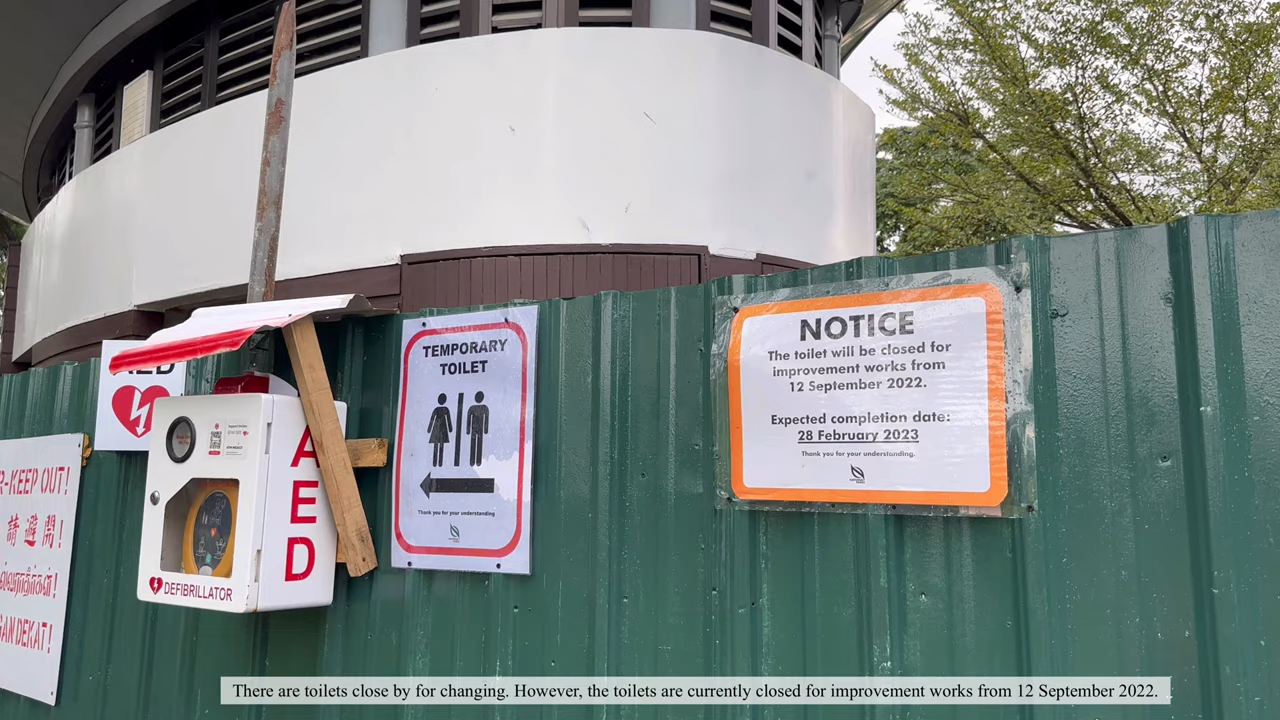 R-KEEP OUT!
請避開!
GAN DEKAT!
AED
DEFIBRILLATOR
AED
TEMPORARY
TOILET
Thank you for your understanding
NOTICE
The toilet will be closed for
improvement works from
12 September 2022.
Expected completion date:
28 February 2023
Thank you for your understanding.
There are toilets close by for changing. However, the toilets are currently closed for improvement works from 12 September 2022.